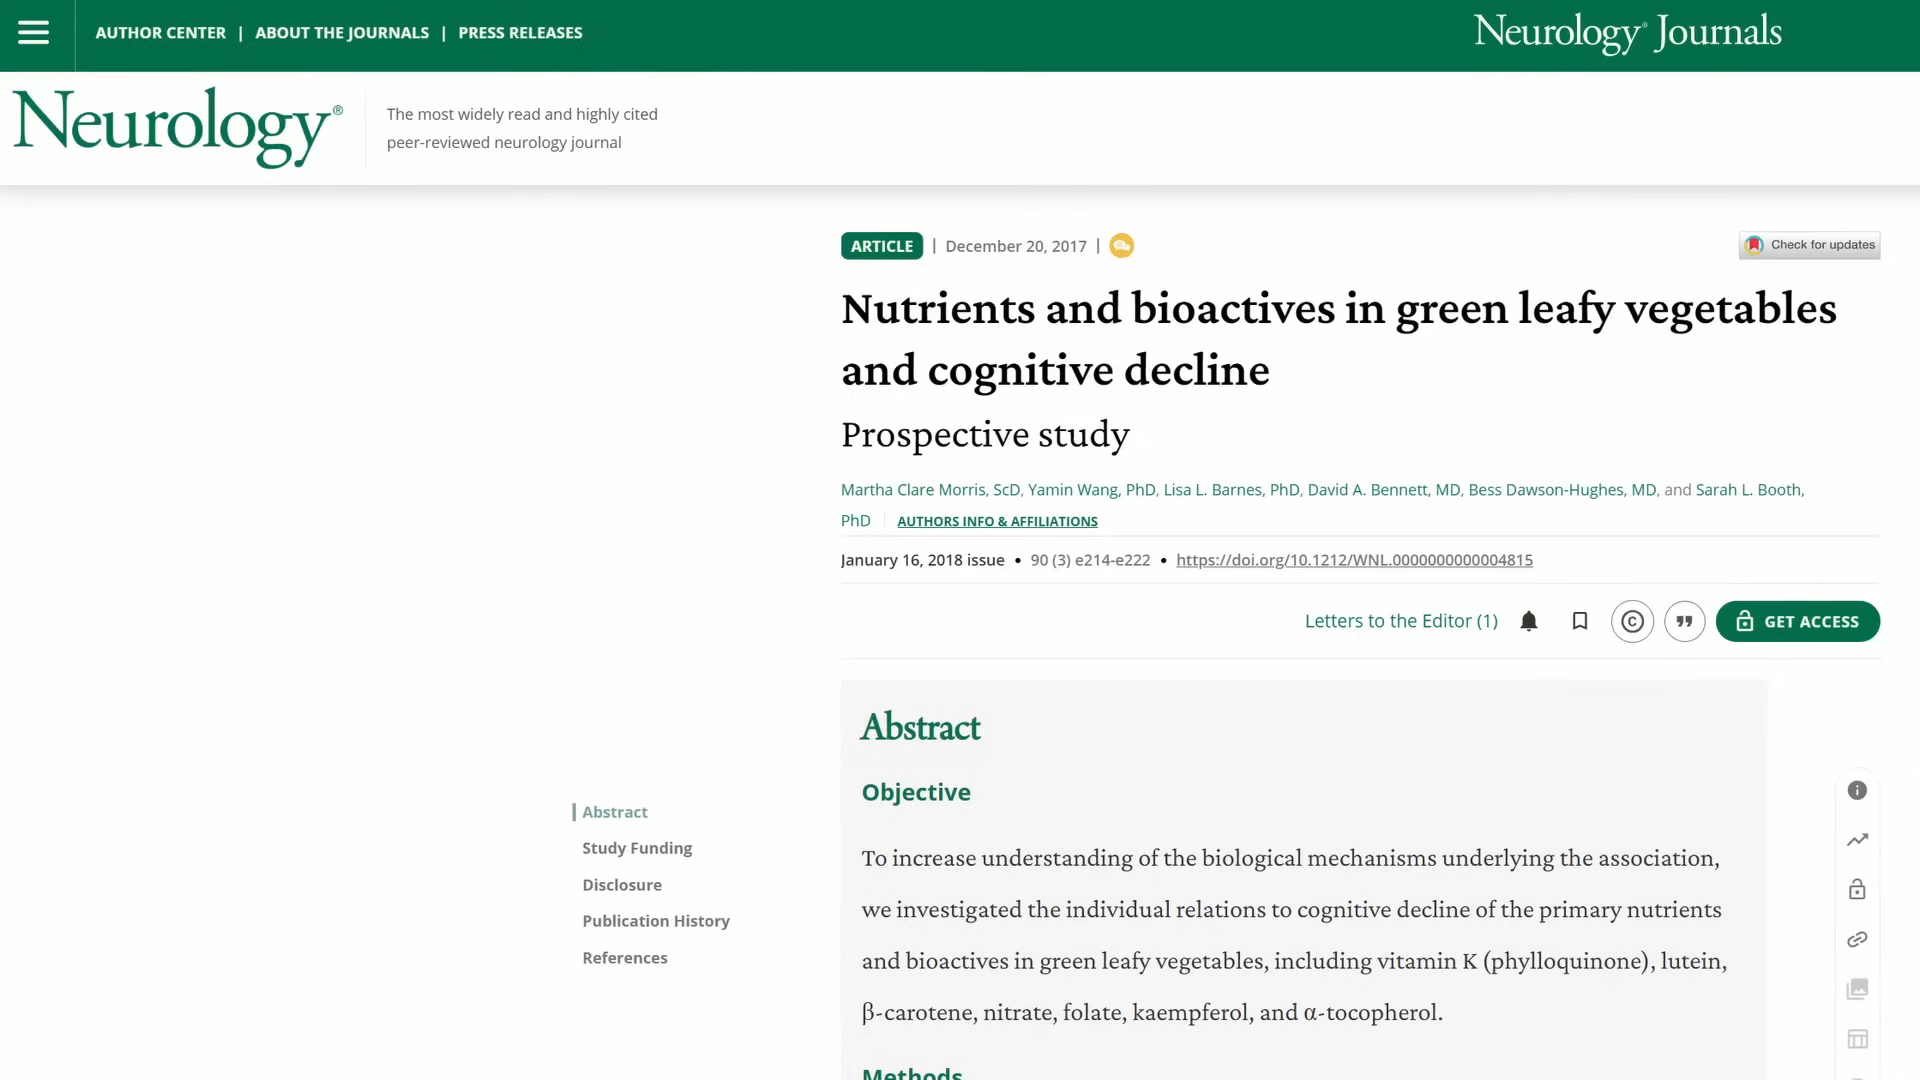 AUTHOR CENTER | ABOUT THE JOURNALS | PRESS RELEASES
Neurology® Journals
Neurology®
The most widely read and highly cited
peer-reviewed neurology journal
ARTICLE | December 20, 2017 |
Check for updates
Nutrients and bioactives in green leafy vegetables
and cognitive decline
Prospective study
Martha Clare Morris, ScD, Yamin Wang, PhD, Lisa L. Barnes, PhD, David A. Bennett, MD, Bess Dawson-Hughes, MD, and Sarah L. Booth,
PhD | AUTHORS INFO & AFFILIATIONS
January 16, 2018 issue • 90 (3) e214-e222 • https://doi.org/10.1212/WNL.0000000000004815
Letters to the Editor (1)
GET ACCESS
Abstract
Objective
To increase understanding of the biological mechanisms underlying the association,
we investigated the individual relations to cognitive decline of the primary nutrients
and bioactives in green leafy vegetables, including vitamin K (phylloquinone), lutein,
β-carotene, nitrate, folate, kaempferol, and α-tocopherol.
Methods
Abstract
Study Funding
Disclosure
Publication History
References